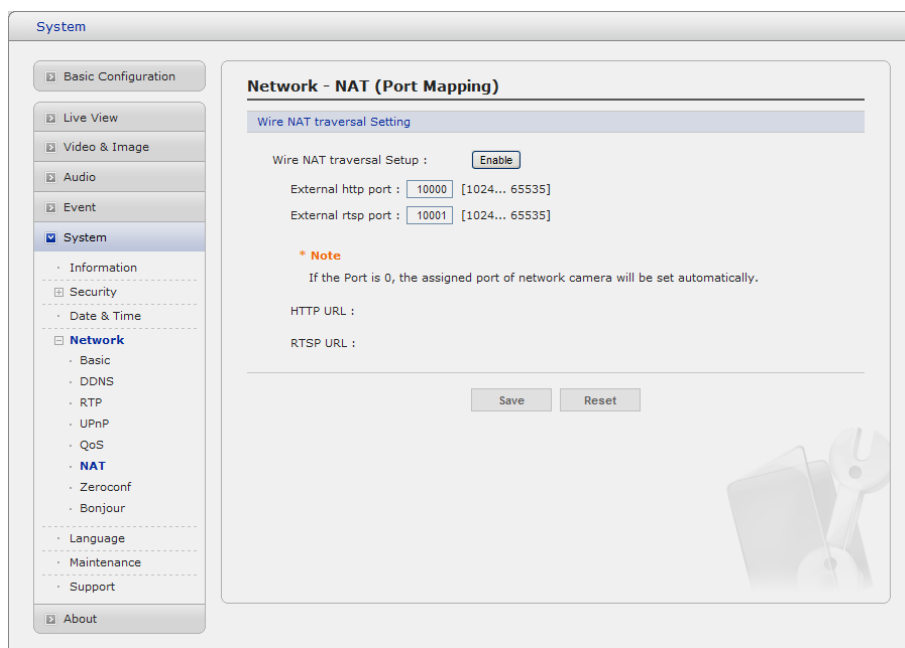 System
Basic Configuration
Live View
Video & Image
Audio
Event
System
Information
Security
Date & Time
Network
Basic
DDNS
RTP
UPnP
QoS
NAT
Zeroconf
Bonjour
Language
Maintenance
Support
About
Network - NAT (Port Mapping)
Wire NAT traversal Setting
Wire NAT traversal Setup : Enable
External http port : 10000 [1024... 65535]
External rtsp port : 10001 [1024... 65535]
* Note
If the Port is 0, the assigned port of network camera will be set automatically.
HTTP URL :
RTSP URL :
Save Reset